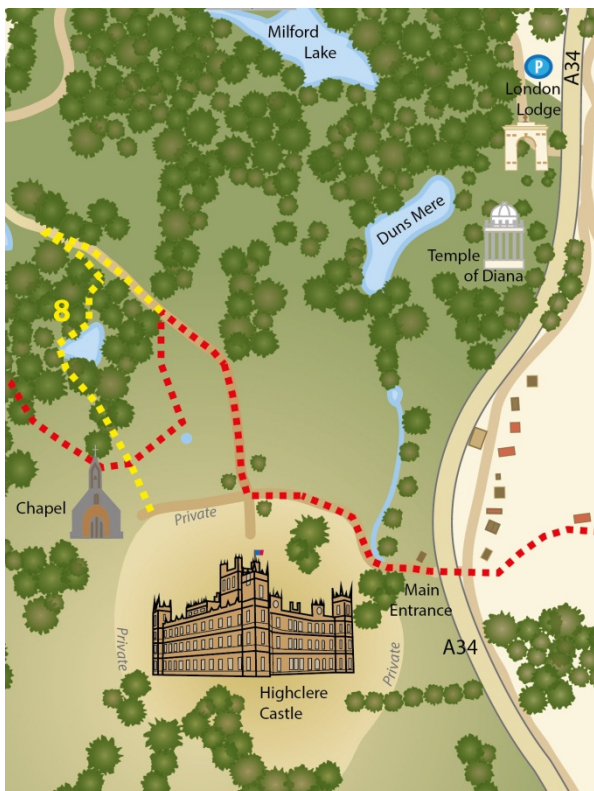 Milford
Lake
P
A34
London
Lodge
Duns Mere
Temple
of Diana
8
Chapel
Private
Main
Entrance
A34
Private
Private
Highclere
Castle